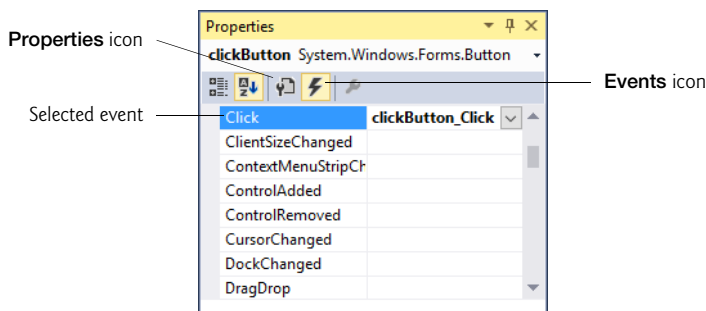 Properties
Properties icon
clickButton System.Windows.Forms.Button
Events icon
Selected event
Click clickButton_Click
ClientSizeChanged
ContextMenuStripCh
ControlAdded
ControlRemoved
CursorChanged
DockChanged
DragDrop